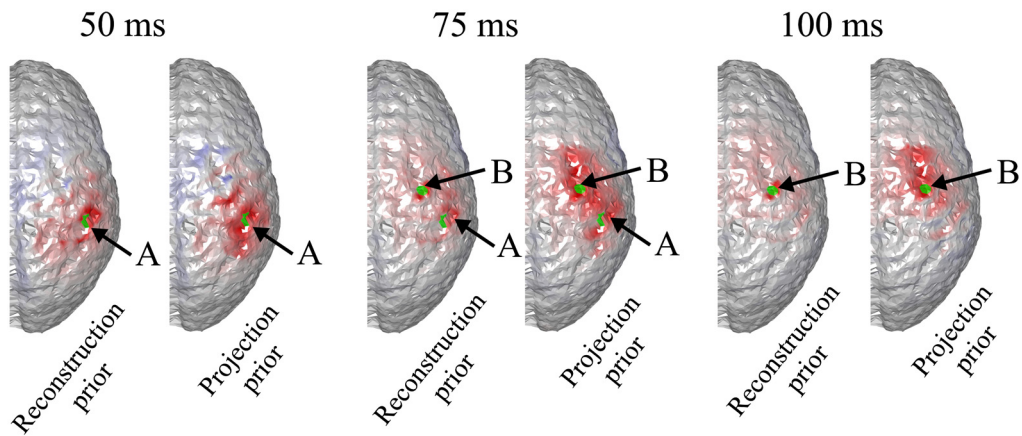 50 ms
75 ms
100 ms
A
A
B
A
B
A
B
B
Reconstruction
prior
Projection
prior
Reconstruction
prior
Projection
prior
Reconstruction
prior
Projection
prior